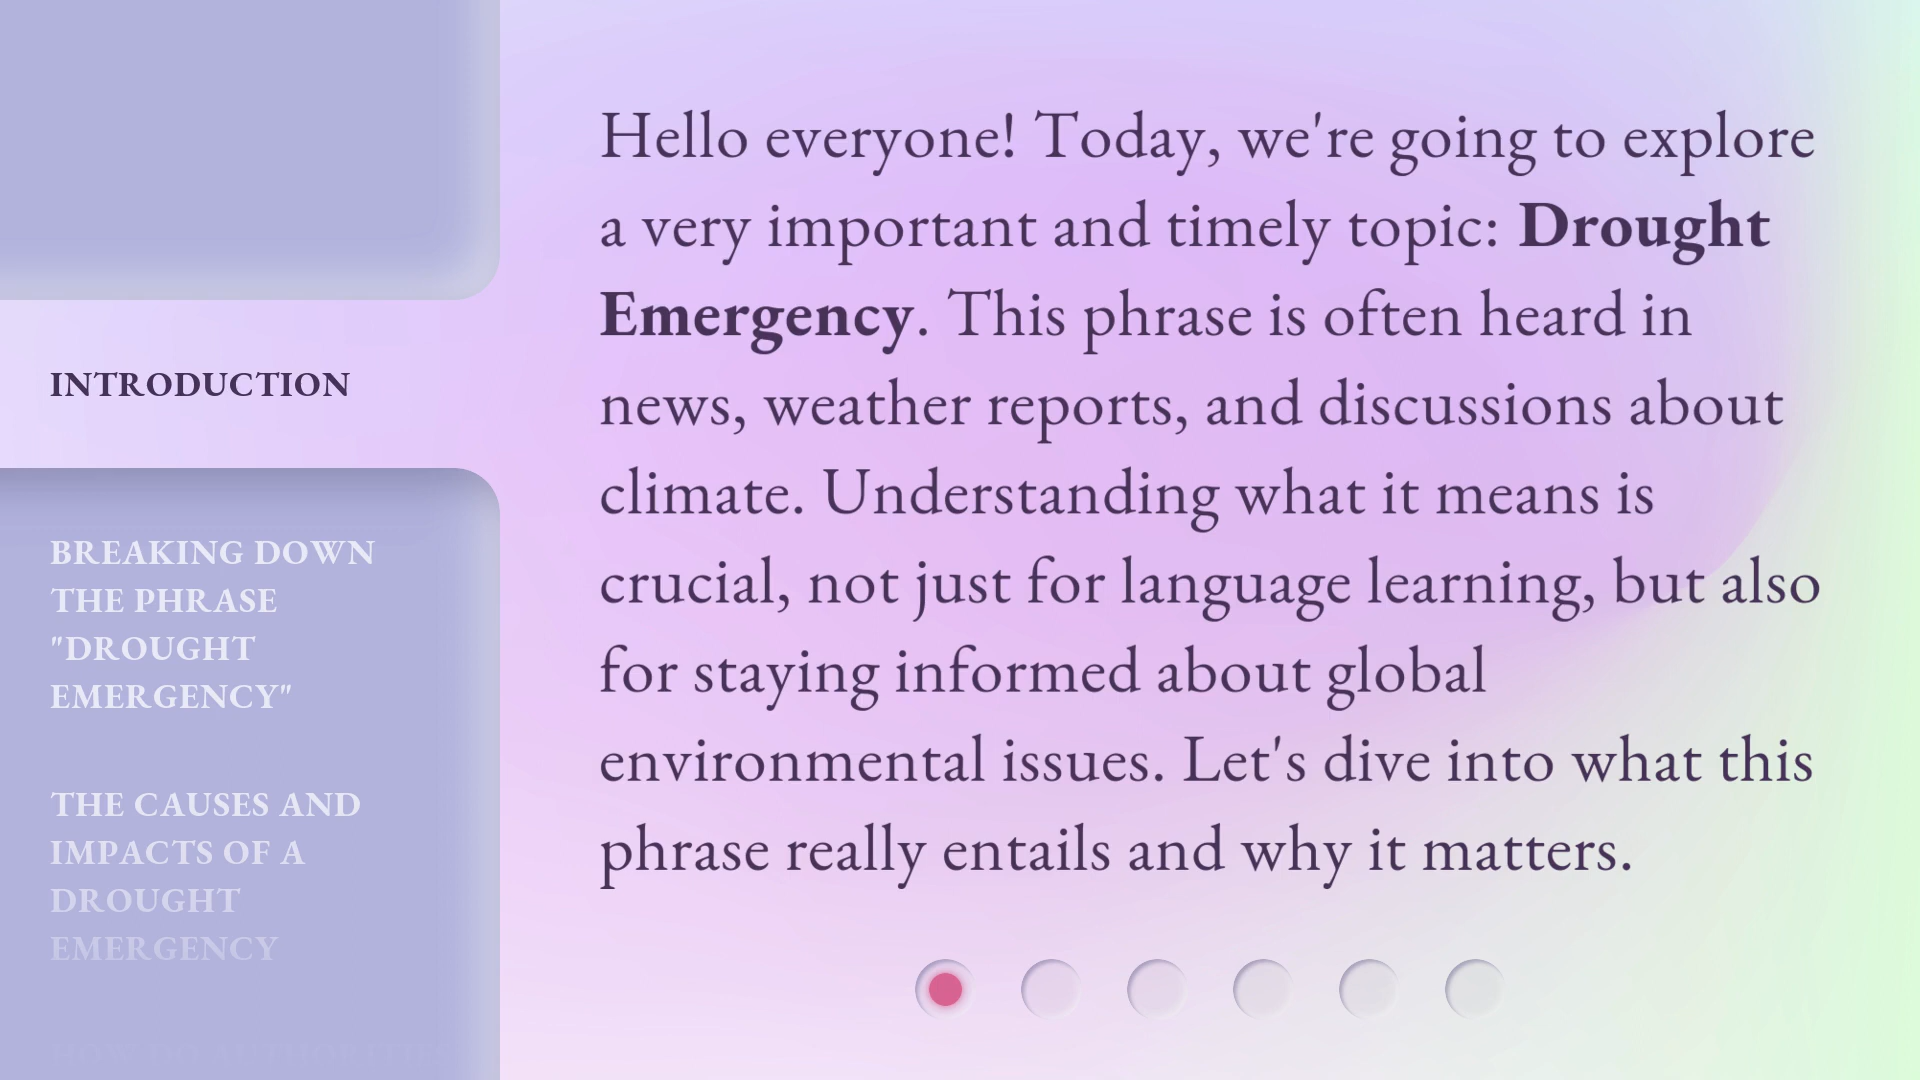 INTRODUCTION
BREAKING DOWN
THE PHRASE
"DROUGHT
EMERGENCY"
THE CAUSES AND
IMPACTS OF A
DROUGHT
EMERGENCY
HOW DO AUTHORITIES
Hello everyone! Today, we're going to explore
a very important and timely topic: Drought
Emergency. This phrase is often heard in
news, weather reports, and discussions about
climate. Understanding what it means is
crucial, not just for language learning, but also
for staying informed about global
environmental issues. Let's dive into what this
phrase really entails and why it matters.